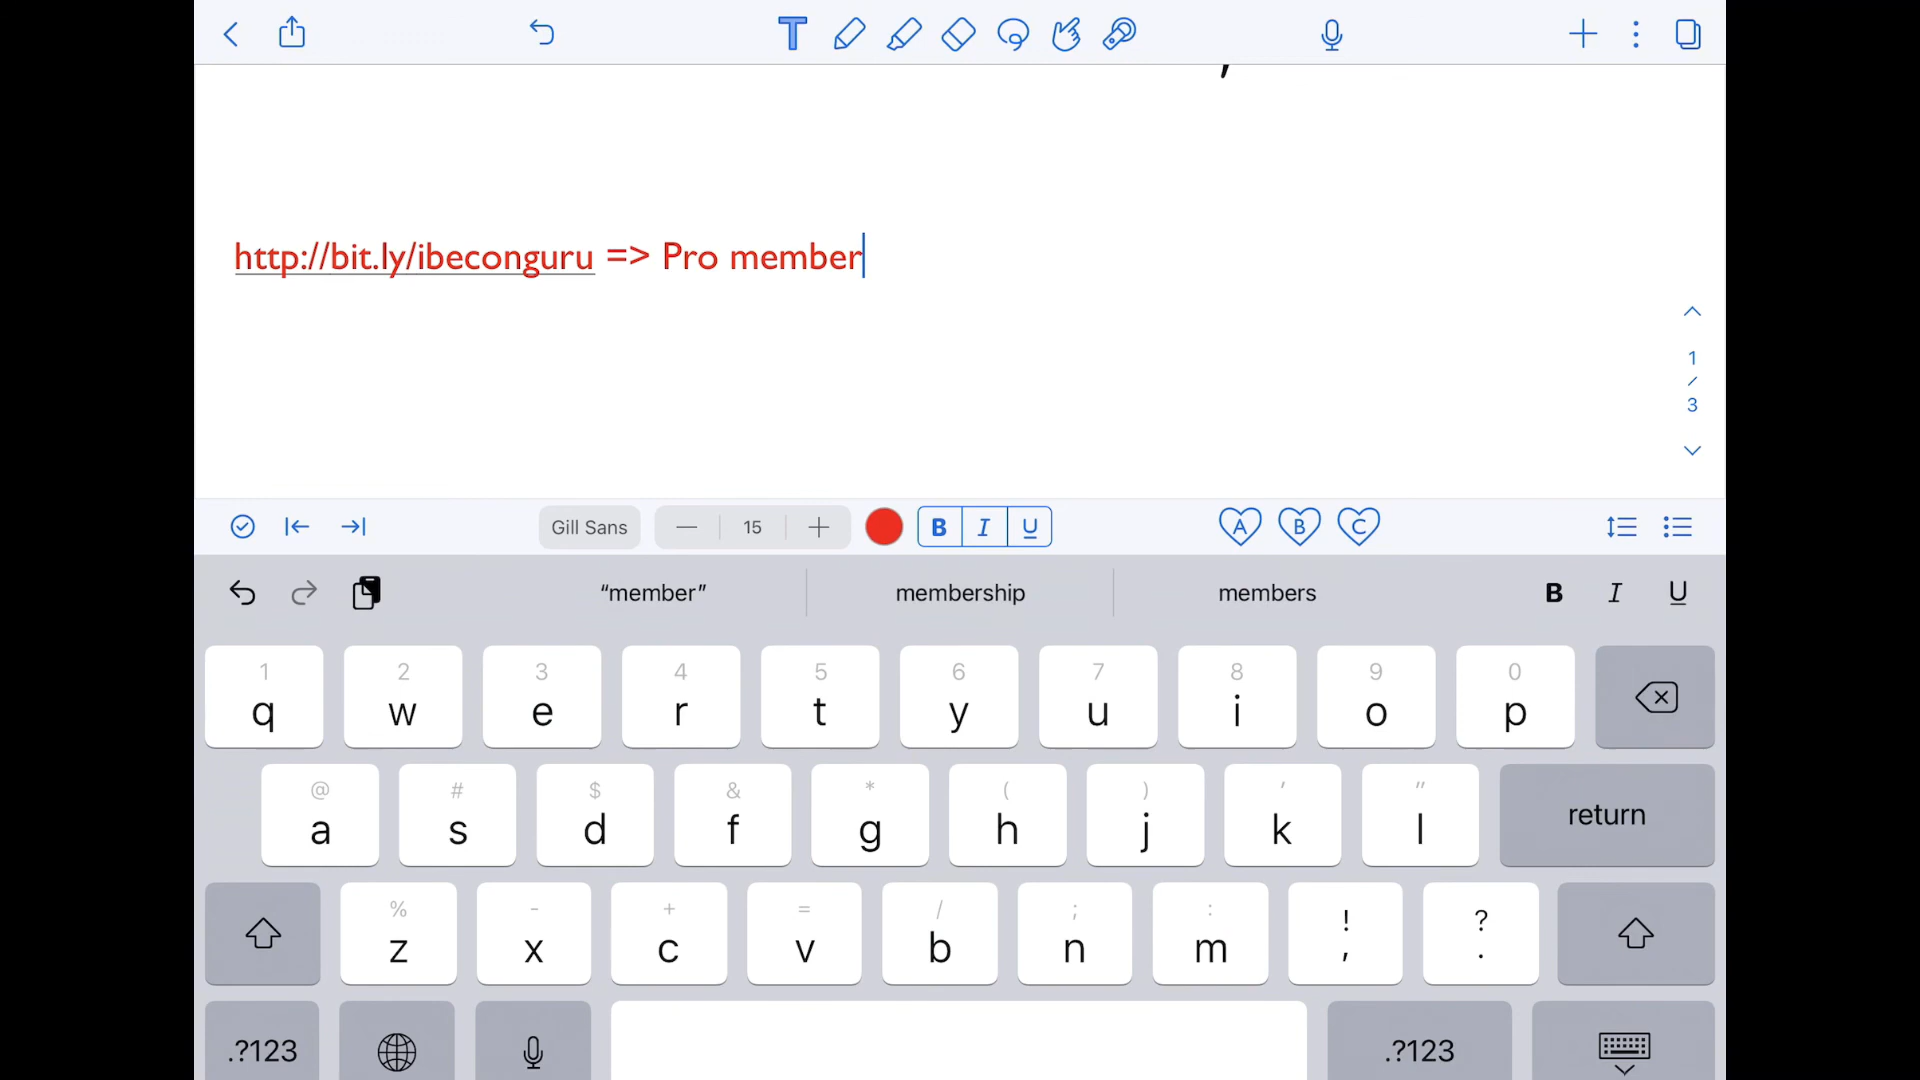 T
,
http://bit.ly/ibeconguru => Pro member
1
/
3
Gill Sans — 15 + B I U A B C
“member” membership members B I U
1 2 3 4 5 6 7 8 9 0
q w e r t y u i o p
@ # $ & * ( ) ' "
a s d f g h j k l return
% - + = / ; : ! ?
z x c v b n m , .
.?123 .?123